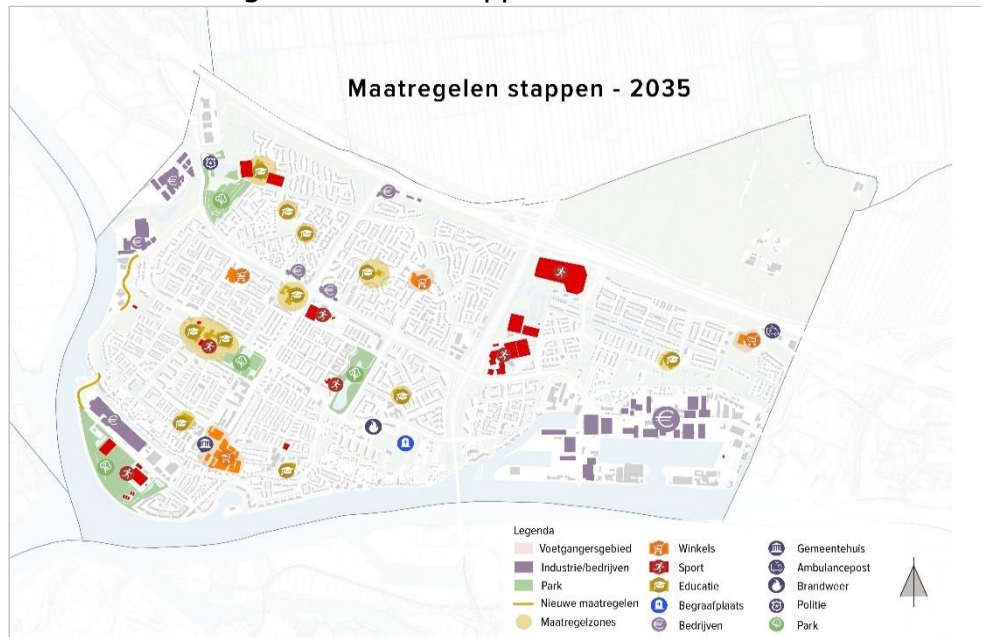 Maatregelen stappen - 2035
Legenda
Voetgangersgebied
Industrie/bedrijven
Park
Nieuwe maatregelen
Maatregelzones
Winkels
Sport
Educatie
Begraafplaats
Bedrijven
Gemeentehuis
Ambulancepost
Brandweer
Politie
Park